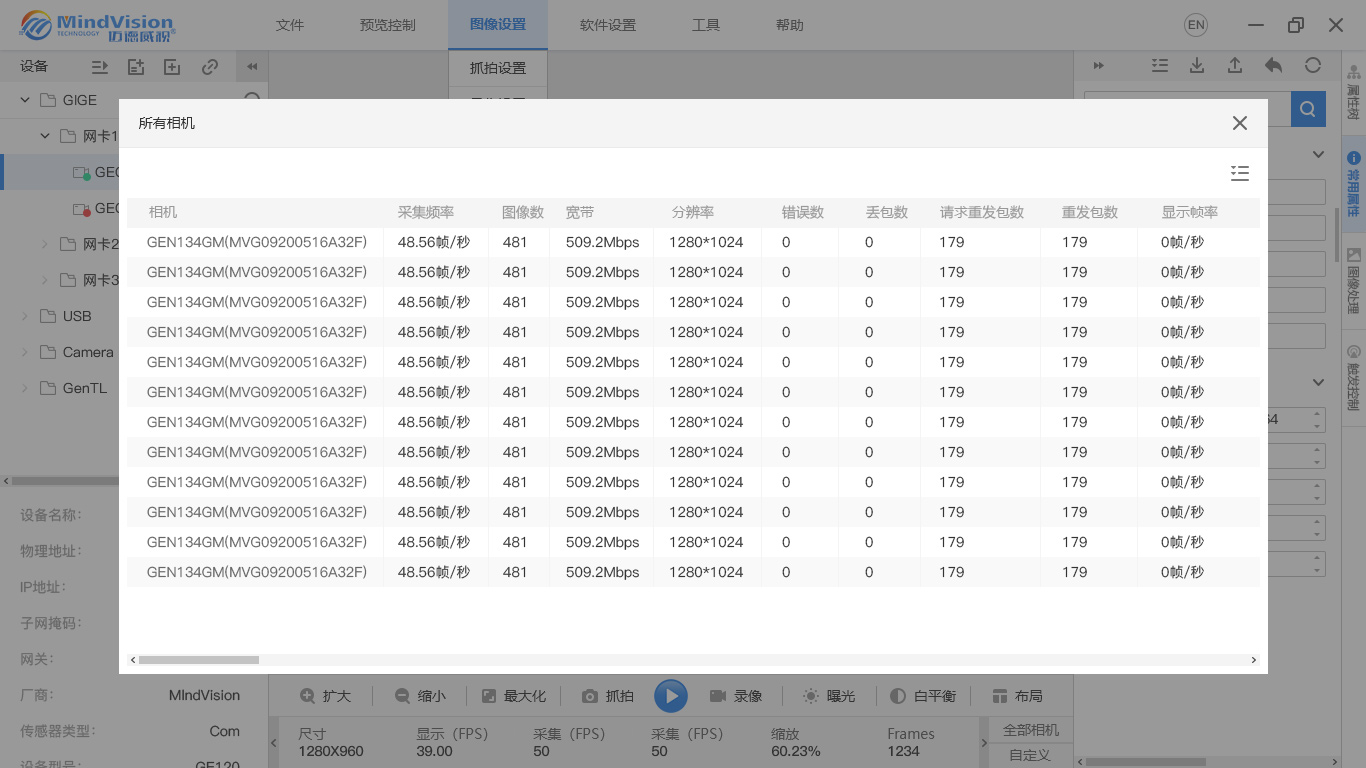 MindVision
TECHNOLOGY 迈德威视®
文件 预览控制 图像设置 软件设置 工具 帮助 EN
设备
抓拍设置
GIGE
属性树
所有相机
网卡1
GEC
常用属性
相机 采集频率 图像数 宽带 分辨率 错误数 丢包数 请求重发包数 重发包数 显示帧率
GEC
GEN134GM(MVG09200516A32F) 48.56帧/秒 481 509.2Mbps 1280*1024 0 0 179 179 0帧/秒
网卡2
GEN134GM(MVG09200516A32F) 48.56帧/秒 481 509.2Mbps 1280*1024 0 0 179 179 0帧/秒
网卡3
图像处理
GEN134GM(MVG09200516A32F) 48.56帧/秒 481 509.2Mbps 1280*1024 0 0 179 179 0帧/秒
USB
GEN134GM(MVG09200516A32F) 48.56帧/秒 481 509.2Mbps 1280*1024 0 0 179 179 0帧/秒
Camera
GEN134GM(MVG09200516A32F) 48.56帧/秒 481 509.2Mbps 1280*1024 0 0 179 179 0帧/秒
GenTL
触发控制
GEN134GM(MVG09200516A32F) 48.56帧/秒 481 509.2Mbps 1280*1024 0 0 179 179 0帧/秒
GEN134GM(MVG09200516A32F) 48.56帧/秒 481 509.2Mbps 1280*1024 0 0 179 179 0帧/秒
64
GEN134GM(MVG09200516A32F) 48.56帧/秒 481 509.2Mbps 1280*1024 0 0 179 179 0帧/秒
GEN134GM(MVG09200516A32F) 48.56帧/秒 481 509.2Mbps 1280*1024 0 0 179 179 0帧/秒
GEN134GM(MVG09200516A32F) 48.56帧/秒 481 509.2Mbps 1280*1024 0 0 179 179 0帧/秒
GEN134GM(MVG09200516A32F) 48.56帧/秒 481 509.2Mbps 1280*1024 0 0 179 179 0帧/秒
GEN134GM(MVG09200516A32F) 48.56帧/秒 481 509.2Mbps 1280*1024 0 0 179 179 0帧/秒
设备名称:
物理地址:
IP地址:
子网掩码:
网关:
厂商: MIndVision
传感器类型: Com
设备型号: GE120
扩大 缩小 最大化 抓拍 录像 曝光 白平衡 布局
尺寸 显示（FPS） 采集（FPS） 采集（FPS） 缩放 Frames
1280X960 39.00 50 50 60.23% 1234
全部相机
自定义